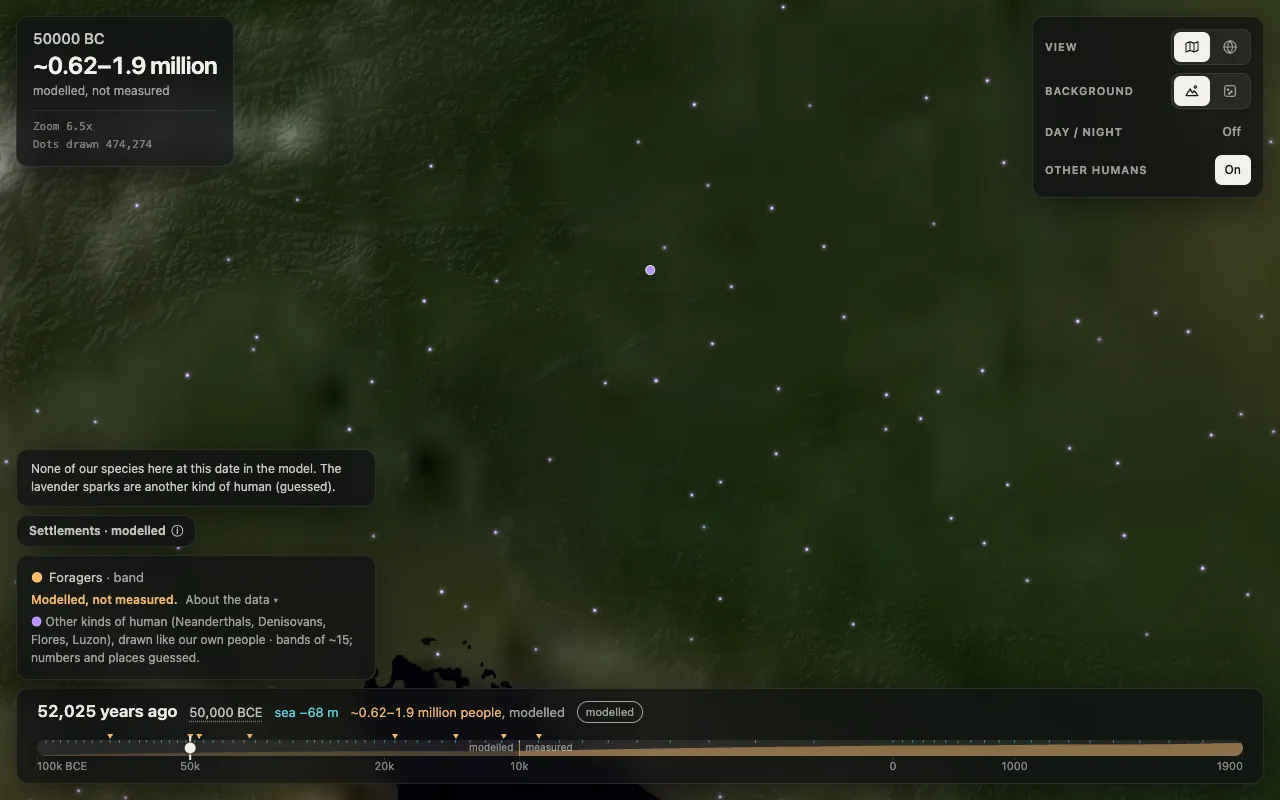 50000 BC
~0.62–1.9 million
modelled, not measured
Zoom 6.5x
Dots drawn 474,274
VIEW
BACKGROUND
DAY / NIGHT Off
OTHER HUMANS On
None of our species here at this date in the model. The
lavender sparks are another kind of human (guessed).
Settlements · modelled ⓘ
Foragers · band
Modelled, not measured. About the data ▾
Other kinds of human (Neanderthals, Denisovans,
Flores, Luzon), drawn like our own people · bands of ~15;
numbers and places guessed.
52,025 years ago 50,000 BCE sea −68 m ~0.62–1.9 million people, modelled modelled
modelled measured
100k BCE 50k 20k 10k 0 1000 1900